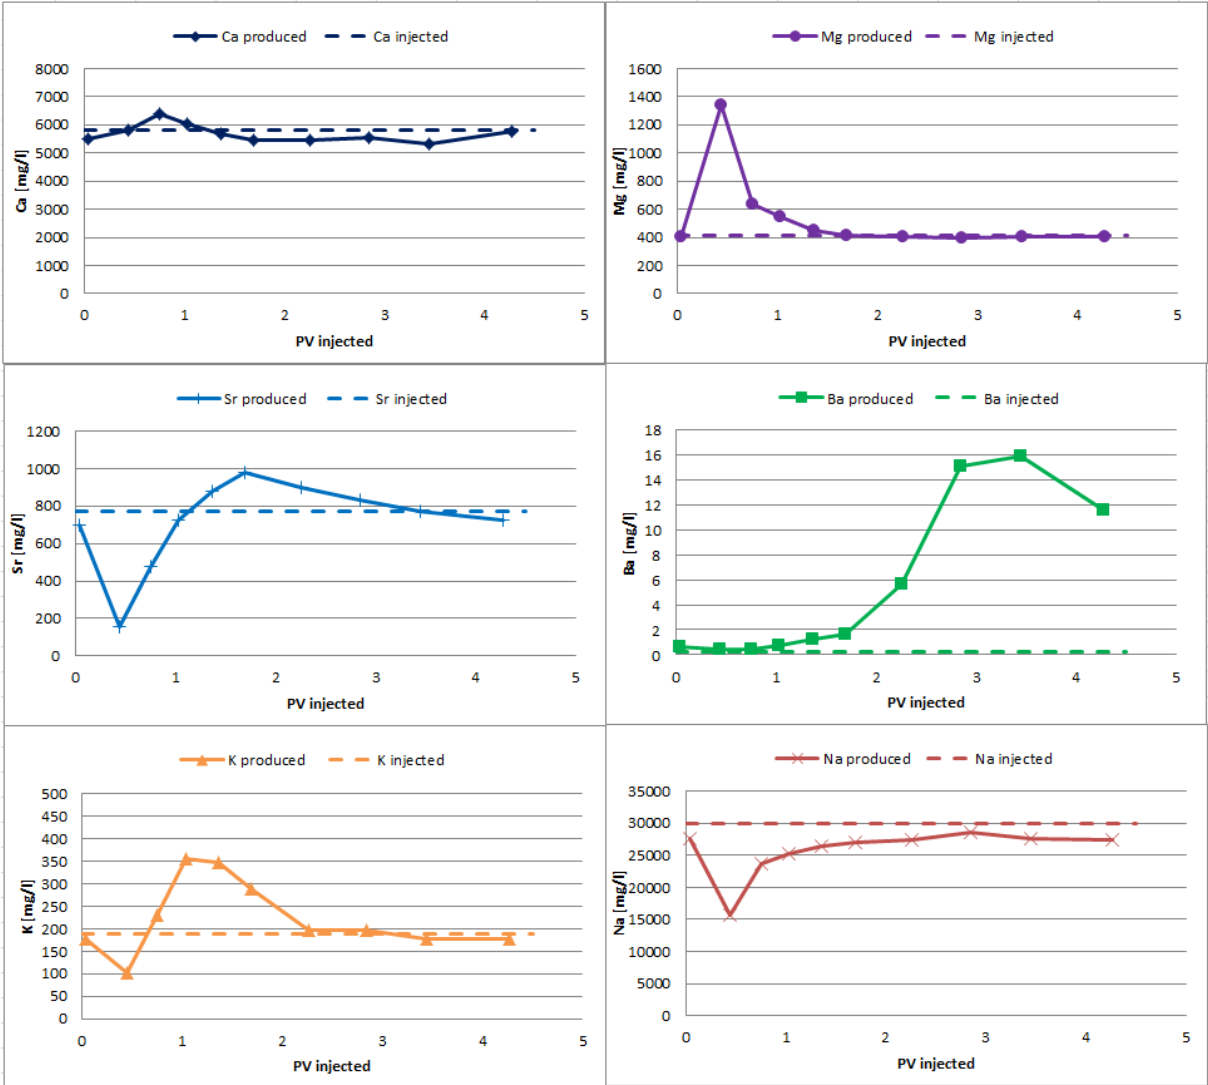 Ca produced Ca injected
8000
7000
6000
5000
4000
3000
2000
1000
0
Ca [mg/l]
0 1 2 3 4 5
PV injected
Mg produced Mg injected
1600
1400
1200
1000
800
600
400
200
0
Mg [mg/l]
0 1 2 3 4 5
PV injected
Sr produced Sr injected
1200
1000
800
600
400
200
0
Sr [mg/l]
0 1 2 3 4 5
PV injected
Ba produced Ba injected
18
16
14
12
10
8
6
4
2
0
Ba [mg/l]
0 1 2 3 4 5
PV injected
K produced K injected
500
450
400
350
300
250
200
150
100
50
0
K [mg/l]
0 1 2 3 4 5
PV injected
Na produced Na injected
35000
30000
25000
20000
15000
10000
5000
0
Na [mg/l]
0 1 2 3 4 5
PV injected